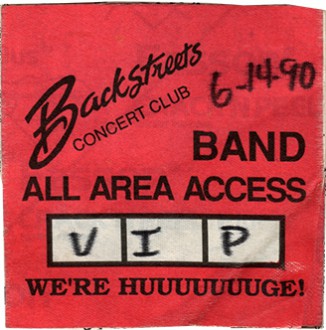 Backstreets
CONCERT CLUB
6-14-90
BAND
ALL AREA ACCESS
V I P
WE'RE HUUUUUUUGE!